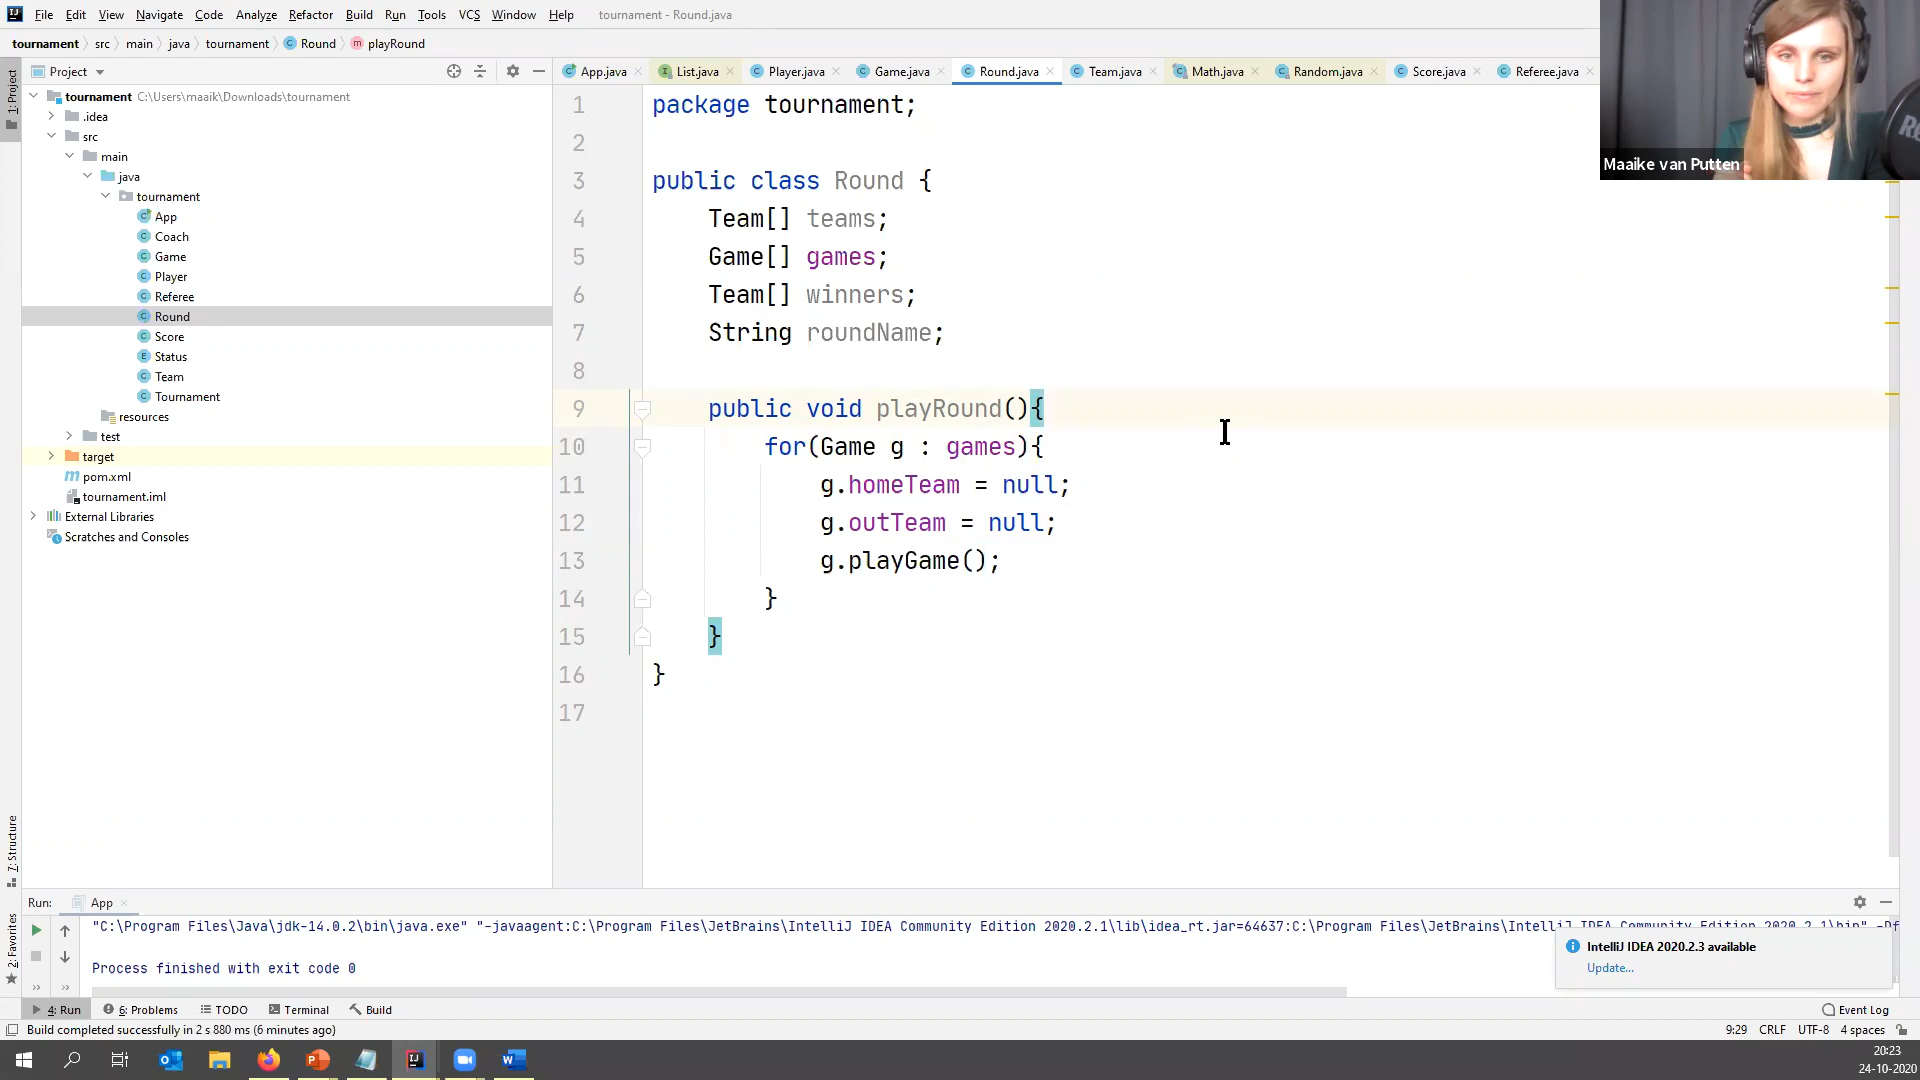 File Edit View Navigate Code Analyze Refactor Build Run Tools VCS Window Help tournament - Round.java
tournament src main java tournament Round playRound
Project
App.java List.java Player.java Game.java Round.java Team.java Math.java Random.java Score.java Referee.java
1: Project
tournament C:\Users\maaik\Downloads\tournament
.idea
src
main
java
tournament
App
Coach
Game
Player
Referee
Round
Score
Status
Team
Tournament
resources
test
target
pom.xml
tournament.iml
External Libraries
Scratches and Consoles
1 package tournament;
2
3 public class Round {
4 Team[] teams;
5 Game[] games;
6 Team[] winners;
7 String roundName;
8
9 public void playRound(){
10 for(Game g : games){
11 g.homeTeam = null;
12 g.outTeam = null;
13 g.playGame();
14 }
15 }
16 }
17
Maaike van Putten
7: Structure
2: Favorites
Run: App
"C:\Program Files\Java\jdk-14.0.2\bin\java.exe" "-javaagent:C:\Program Files\JetBrains\IntelliJ IDEA Community Edition 2020.2.1\lib\idea_rt.jar=64637:C:\Program Files\JetBrains\IntelliJ IDEA Community Edition 2020.2.1\bin" -Df
Process finished with exit code 0
IntelliJ IDEA 2020.2.3 available
Update...
4: Run 6: Problems TODO Terminal Build Event Log
Build completed successfully in 2 s 880 ms (6 minutes ago) 9:29 CRLF UTF-8 4 spaces
20:23
24-10-2020